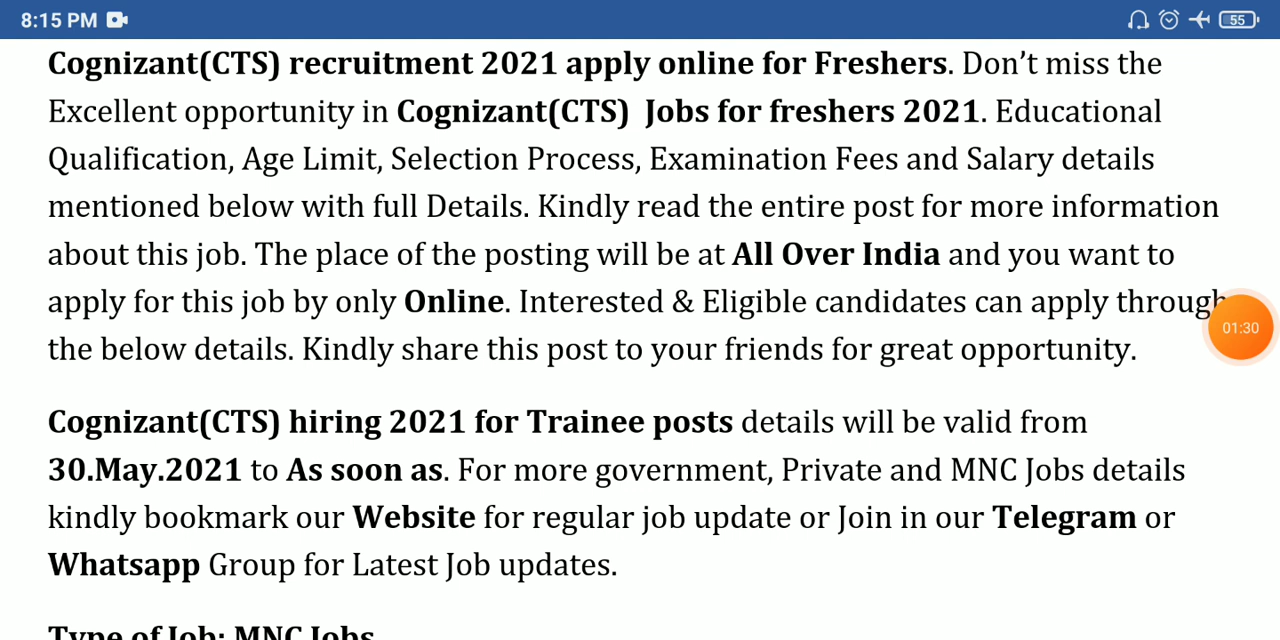 8:15 PM
55
Cognizant(CTS) recruitment 2021 apply online for Freshers. Don’t miss the
Excellent opportunity in Cognizant(CTS)  Jobs for freshers 2021. Educational
Qualification, Age Limit, Selection Process, Examination Fees and Salary details
mentioned below with full Details. Kindly read the entire post for more information
about this job. The place of the posting will be at All Over India and you want to
apply for this job by only Online. Interested & Eligible candidates can apply through
01:30
the below details. Kindly share this post to your friends for great opportunity.
Cognizant(CTS) hiring 2021 for Trainee posts details will be valid from
30.May.2021 to As soon as. For more government, Private and MNC Jobs details
kindly bookmark our Website for regular job update or Join in our Telegram or
Whatsapp Group for Latest Job updates.
Type of Job: MNC Jobs